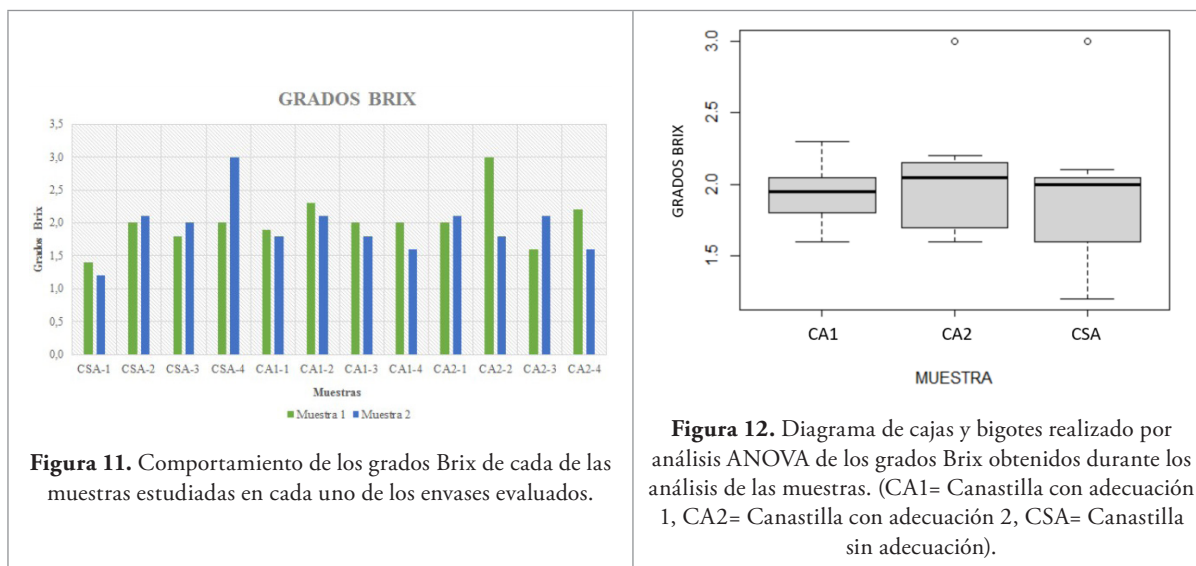 GRADOS BRIX
3,5
3,0
2,5
2,0
1,5
1,0
0,5
0,0
Grados Brix
CSA-1 CSA-2 CSA-3 CSA-4 CA1-1 CA1-2 CA1-3 CA1-4 CA2-1 CA2-2 CA2-3 CA2-4
Muestras
Muestra 1 Muestra 2
Figura 11. Comportamiento de los grados Brix de cada de las
muestras estudiadas en cada uno de los envases evaluados.
3.0
2.5
2.0
1.5
GRADOS BRIX
CA1 CA2 CSA
MUESTRA
Figura 12. Diagrama de cajas y bigotes realizado por
análisis ANOVA de los grados Brix obtenidos durante los
análisis de las muestras. (CA1= Canastilla con adecuación
1, CA2= Canastilla con adecuación 2, CSA= Canastilla
sin adecuación).